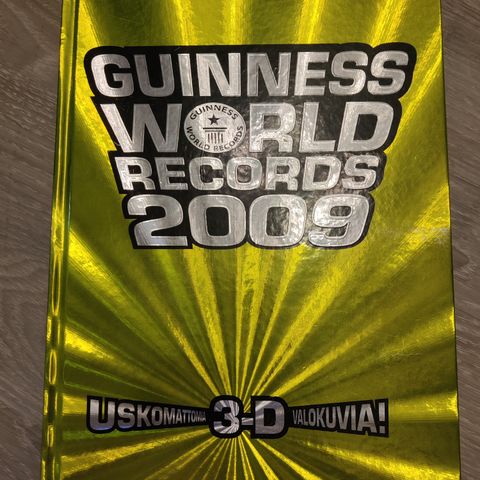 GUINNESS
WORLD
GUINNESS
WORLD RECORDS
RECORDS
2009
USKOMATTOMIA 3-D VALOKUVIA!